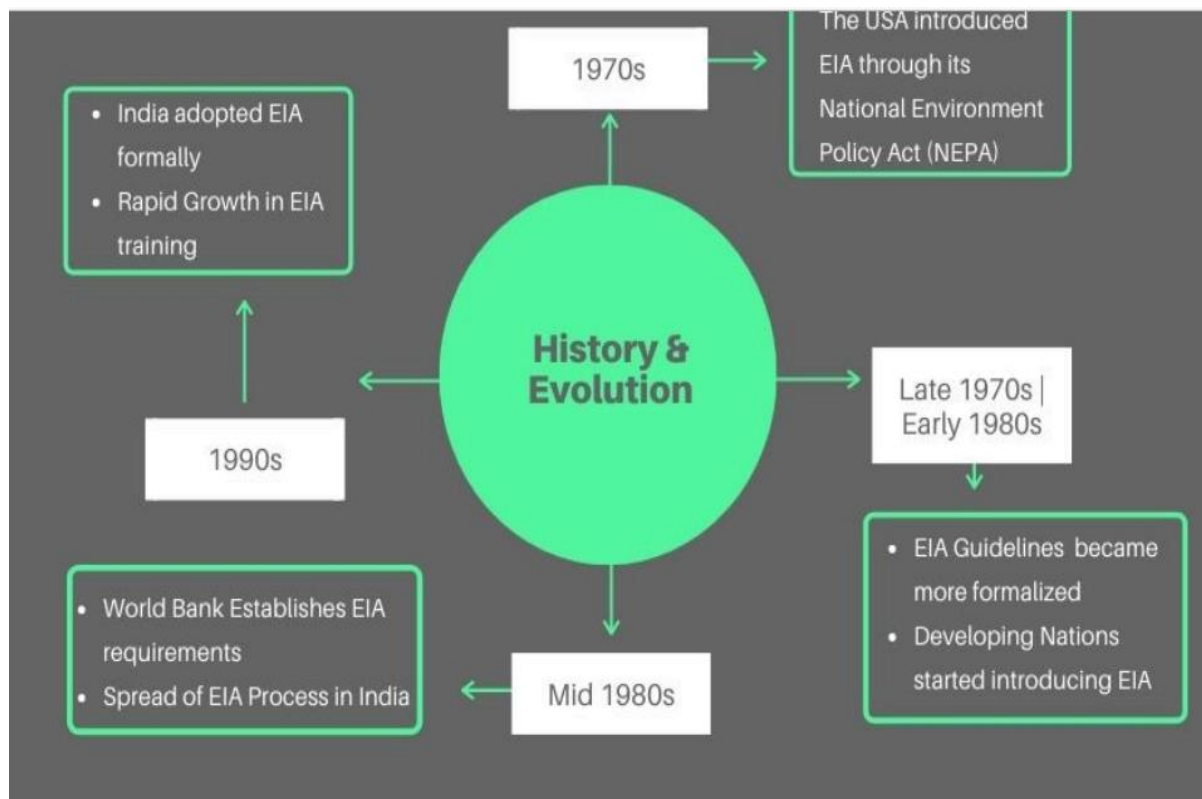 1970s
The USA introduced
EIA through its
National Environment
Policy Act (NEPA)
• India adopted EIA
formally
• Rapid Growth in EIA
training
History &
Evolution
Late 1970s |
Early 1980s
1990s
• EIA Guidelines became
more formalized
• Developing Nations
started introducing EIA
• World Bank Establishes EIA
requirements
• Spread of EIA Process in India
Mid 1980s